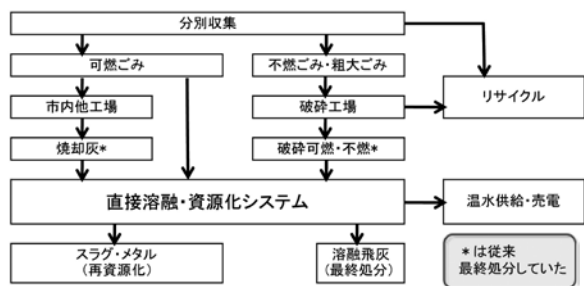 分別収集
可燃ごみ
不燃ごみ・粗大ごみ
リサイクル
市内他工場
破砕工場
焼却灰*
破砕可燃・不燃*
直接溶融・資源化システム
温水供給・売電
スラグ・メタル
(再資源化)
溶融飛灰
(最終処分)
*は従来
最終処分していた